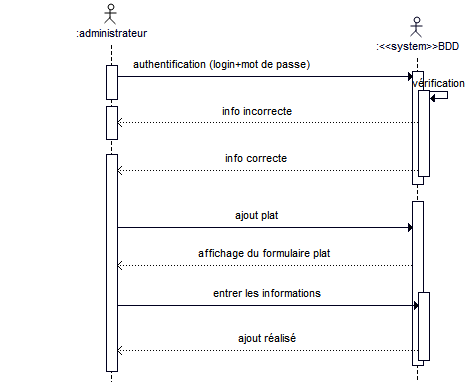 :administrateur
:<<system>>BDD
authentification (login+mot de passe)
vérification
info incorrecte
info correcte
ajout plat
affichage du formulaire plat
entrer les informations
ajout réalisé